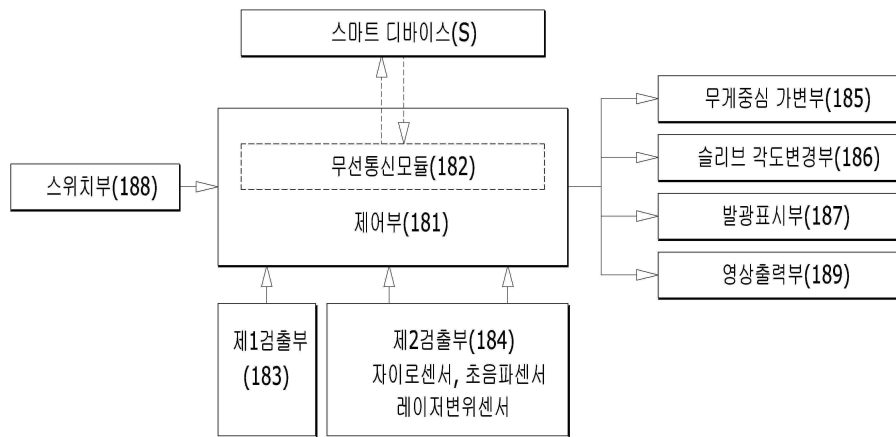 스마트 디바이스(S)
무선통신모듈(182)
제어부(181)
스위치부(188)
무게중심 가변부(185)
슬리브 각도변경부(186)
발광표시부(187)
영상출력부(189)
제1검출부
(183)
제2검출부(184)
자이로센서, 초음파센서
레이저변위센서